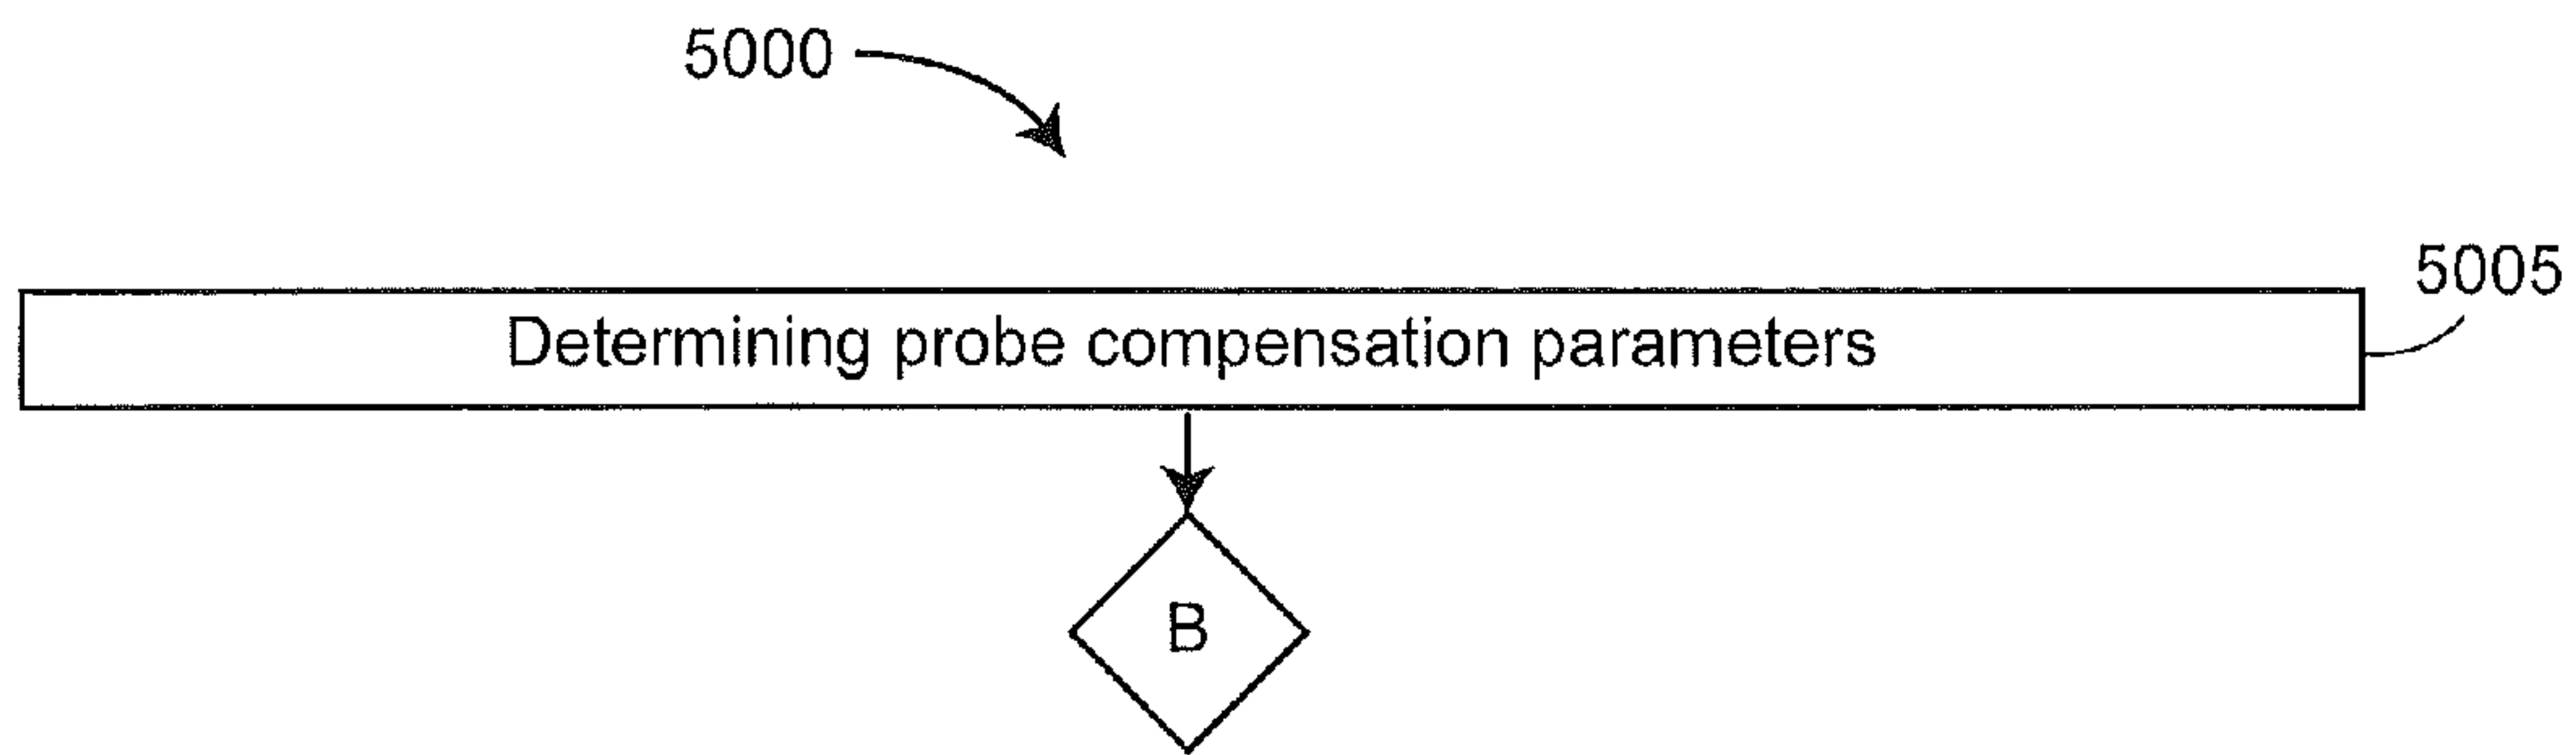 5000
5005
Determining probe compensation parameters
B